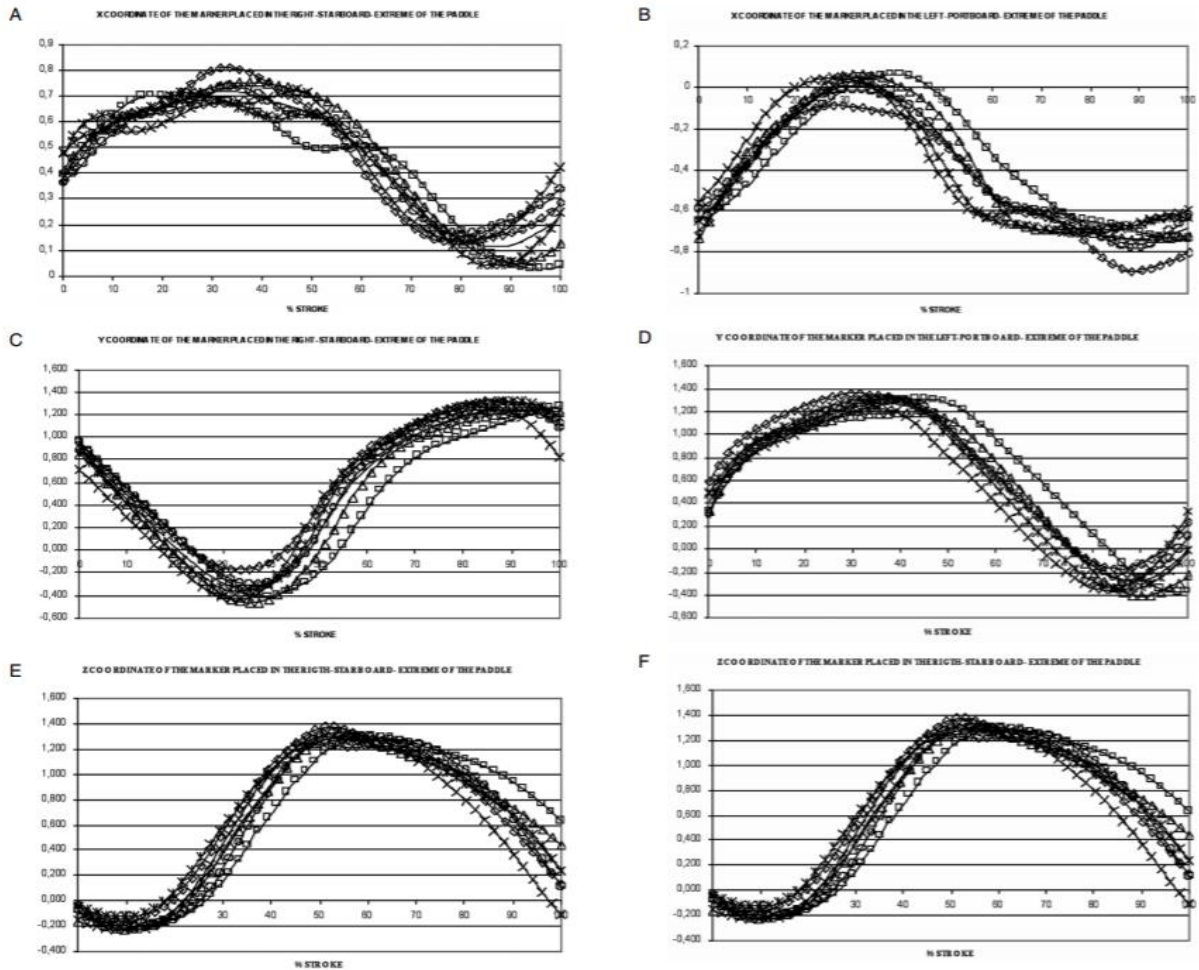 A
X COORDINATE OF THE MARKER PLACED IN THE RIGHT-STARBOARD- EXTREME OF THE PADDLE
0,9
0,8
0,7
0,6
0,5
0,4
0,3
0,2
0,1
0
0 10 20 30 40 50 60 70 80 90 100
% STROKE
B
X COORDINATE OF THE MARKER PLACED IN THE LEFT-PORTBOARD- EXTREME OF THE PADDLE
0,2
0
-0,2
-0,4
-0,6
-0,8
-1
0 10 20 30 40 50 60 70 80 90 100
% STROKE
C
Y COORDINATE OF THE MARKER PLACED IN THE RIGHT-STARBOARD- EXTREME OF THE PADDLE
1,600
1,400
1,200
1,000
0,800
0,600
0,400
0,200
0,000
-0,200
-0,400
-0,600
0 10 20 30 40 50 60 70 80 90 100
% STROKE
D
Y COORDINATE OF THE MARKER PLACED IN THE LEFT-PORTBOARD- EXTREME OF THE PADDLE
1,600
1,400
1,200
1,000
0,800
0,600
0,400
0,200
0,000
-0,200
-0,400
-0,600
0 10 20 30 40 50 60 70 80 90 100
% STROKE
E
Z COORDINATE OF THE MARKER PLACED IN THE RIGTH-STARBOARD- EXTREME OF THE PADDLE
1,600
1,400
1,200
1,000
0,800
0,600
0,400
0,200
0,000
-0,200
-0,400
0 10 20 30 40 50 60 70 80 90 100
% STROKE
F
Z COORDINATE OF THE MARKER PLACED IN THE RIGTH-STARBOARD- EXTREME OF THE PADDLE
1,600
1,400
1,200
1,000
0,800
0,600
0,400
0,200
0,000
-0,200
-0,400
0 10 20 30 40 50 60 70 80 90 100
% STROKE